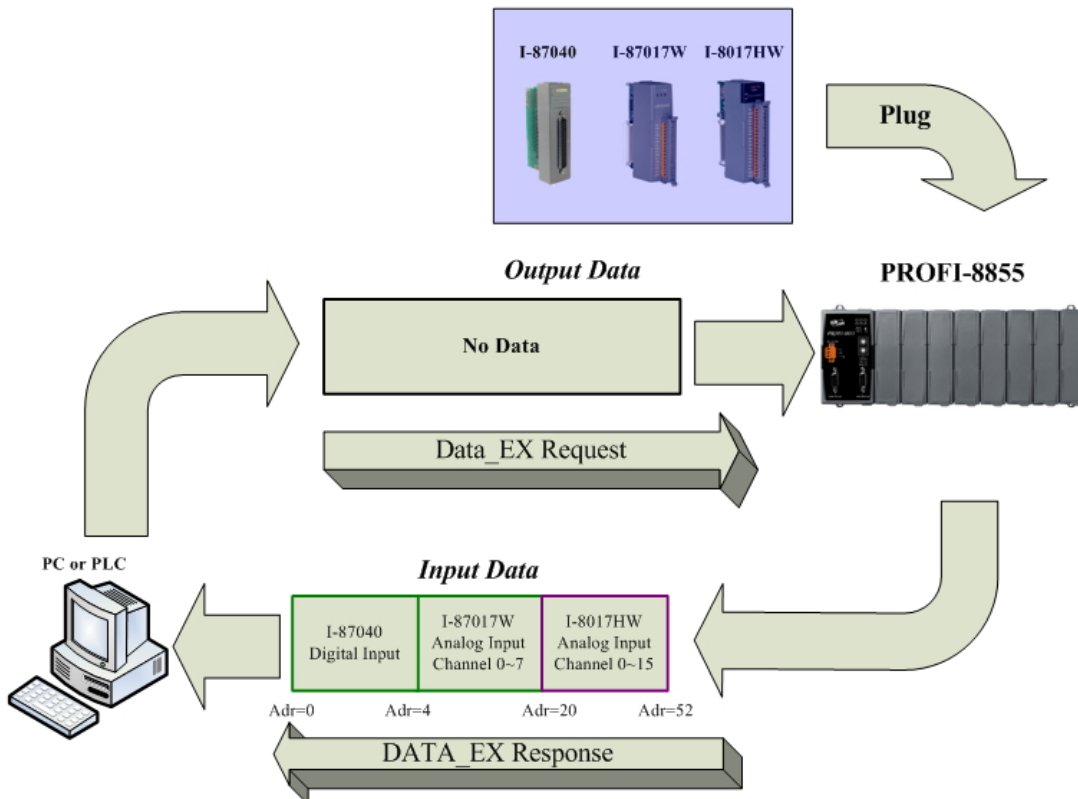 I-87040 I-87017W I-8017HW
Plug
Output Data
PROFI-8855
No Data
Data_EX Request
PC or PLC
Input Data
I-87040
Digital Input
I-87017W
Analog Input
Channel 0~7
I-8017HW
Analog Input
Channel 0~15
Adr=0 Adr=4 Adr=20 Adr=52
DATA_EX Response